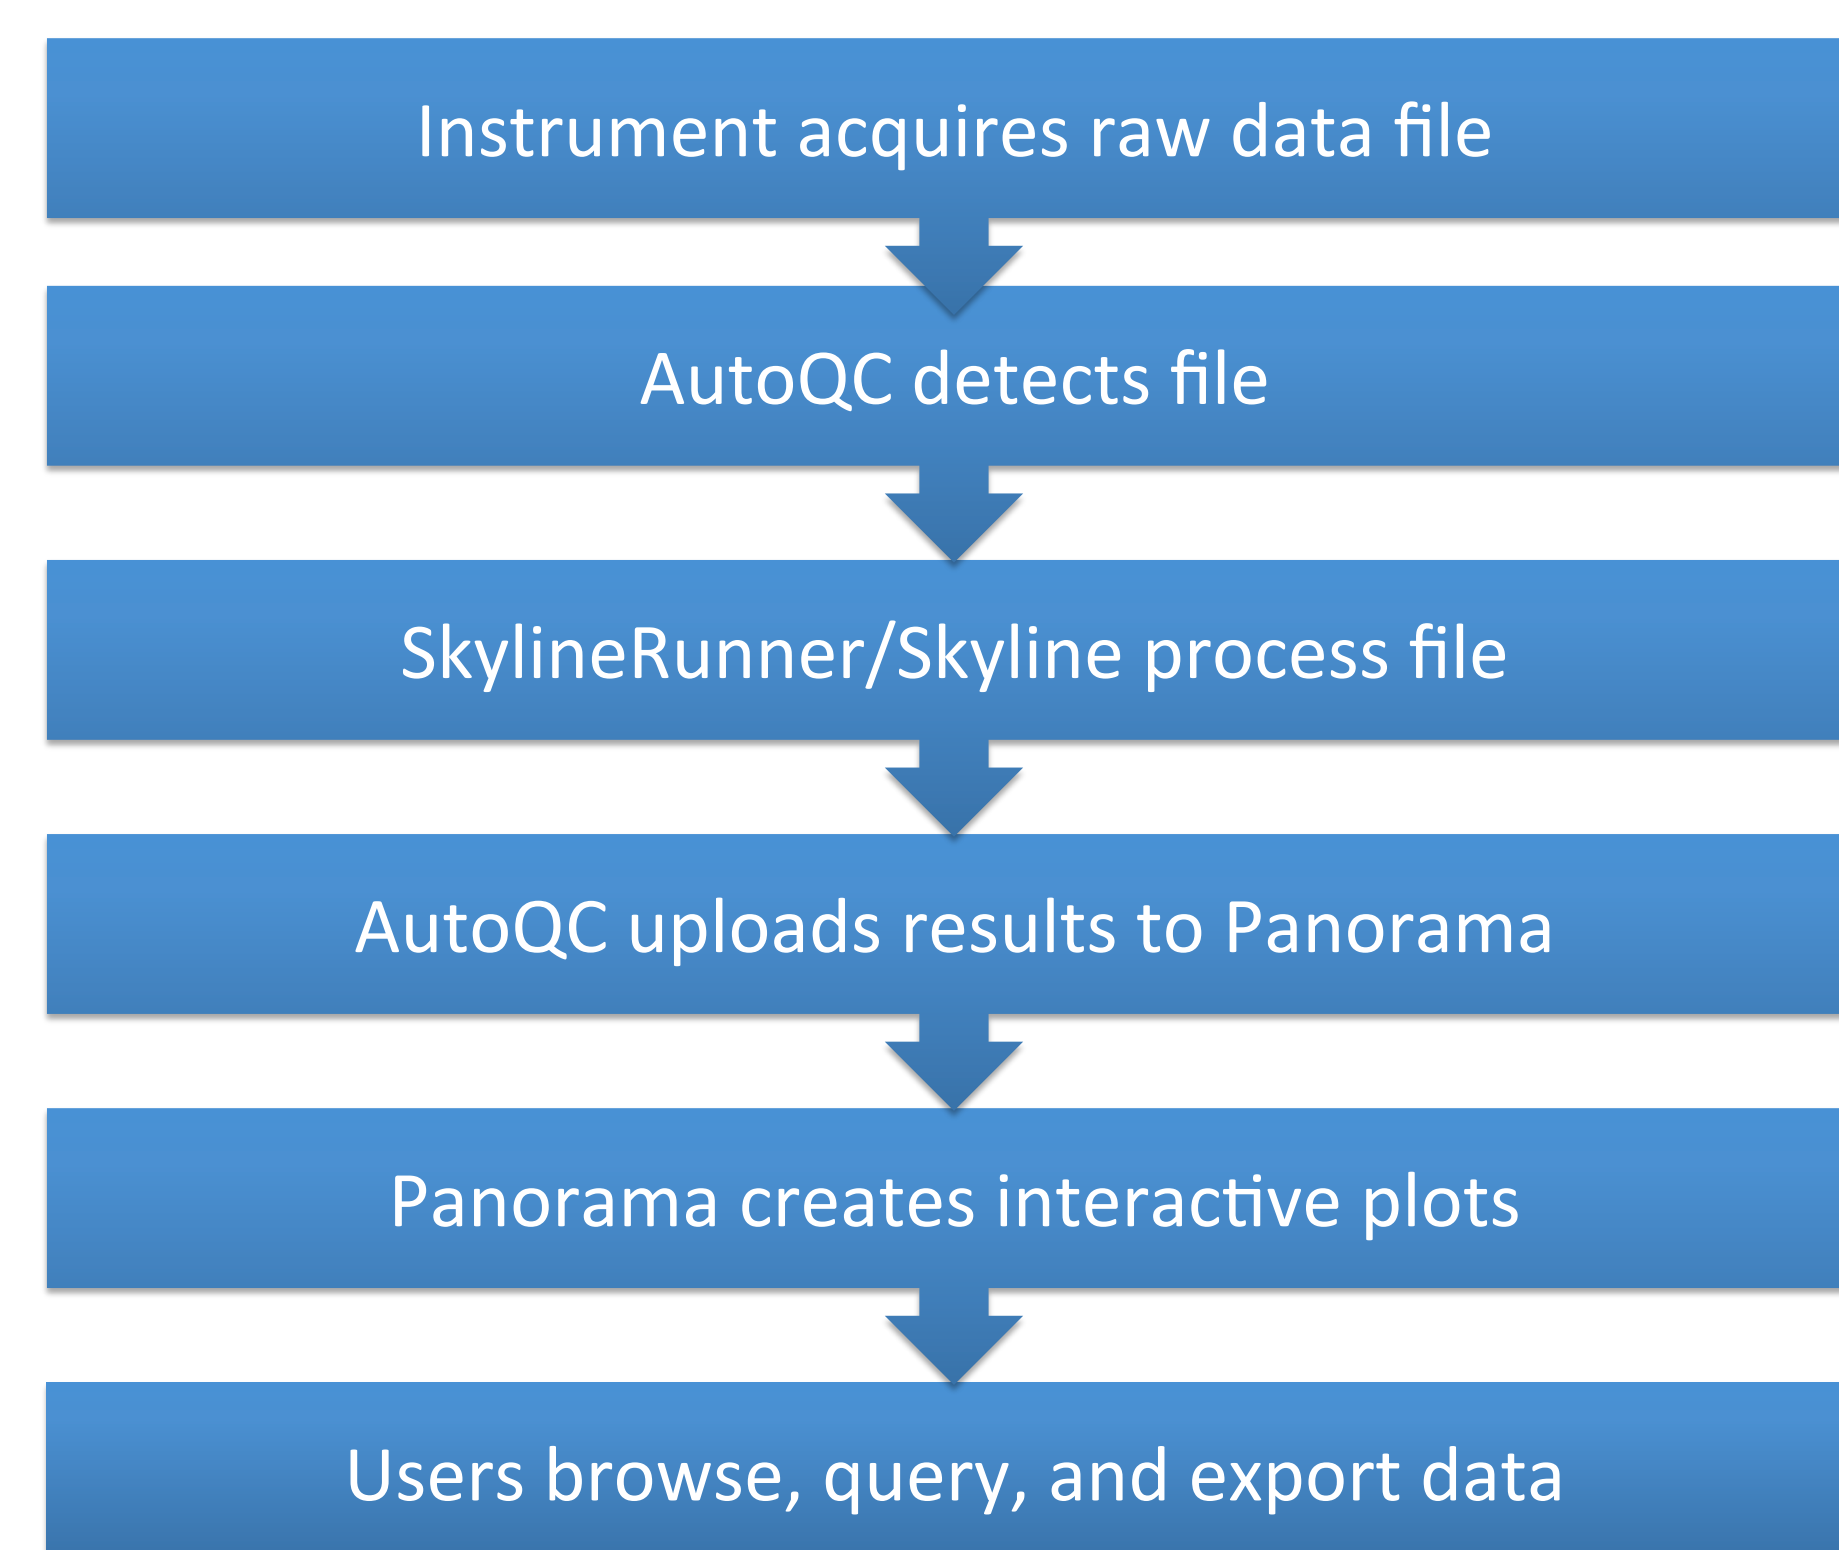 Instrument acquires raw data file
AutoQC detects file
SkylineRunner/Skyline process file
AutoQC uploads results to Panorama
Panorama creates interactive plots
Users browse, query, and export data